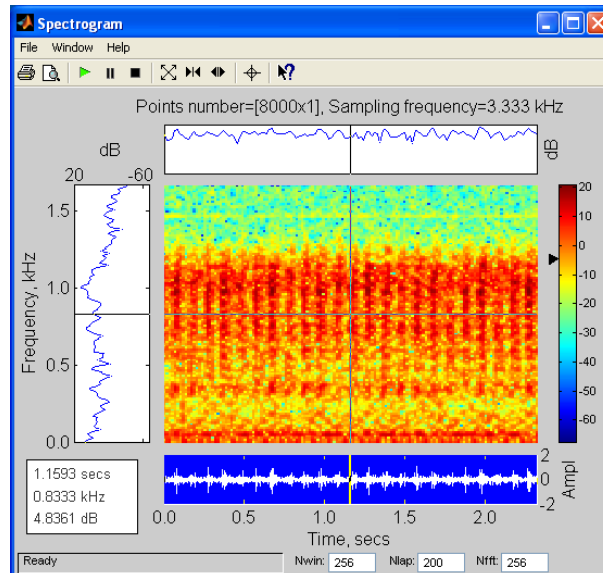 Spectrogram
File Window Help
Points number=[8000x1], Sampling frequency=3.333 kHz
dB
20 -60
dB
1.5
1.0
0.5
0.0
Frequency, kHz
20
10
0
-10
-20
-30
-40
-50
-60
1.1593 secs
0.8333 kHz
4.8361 dB
2
0
-2
Ampl
0.0 0.5 1.0 1.5 2.0
Time, secs
Ready Nwin: 256 Nlap: 200 Nfft: 256